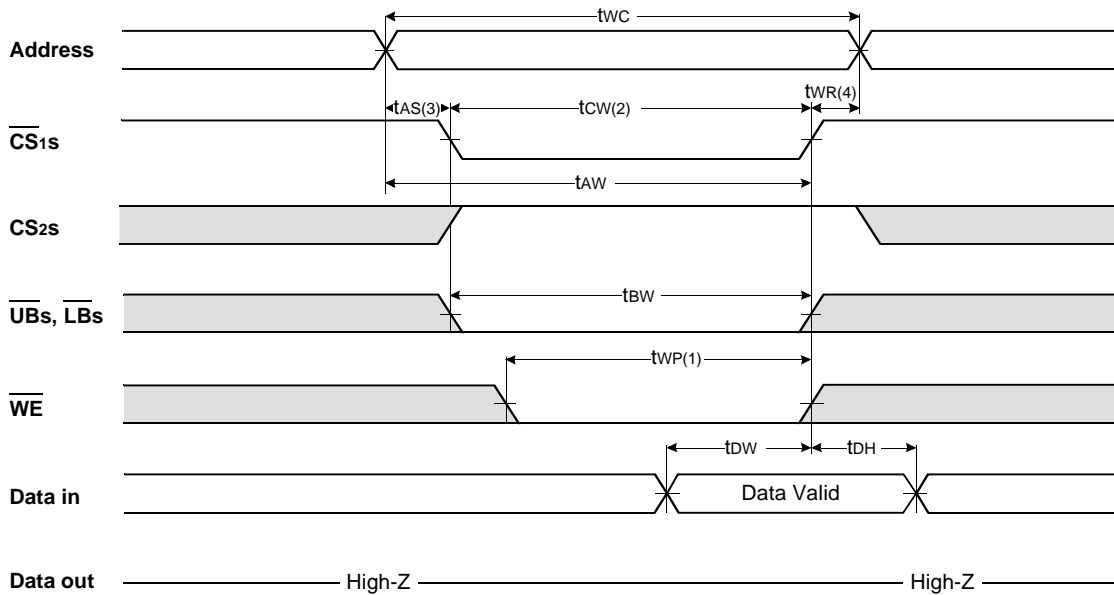 tWC
Address
tAS(3) tCW(2) tWR(4)
CS1s
tAW
CS2s
tBW
UBs, LBs
tWP(1)
WE
tDW tDH
Data in Data Valid
Data out High-Z High-Z